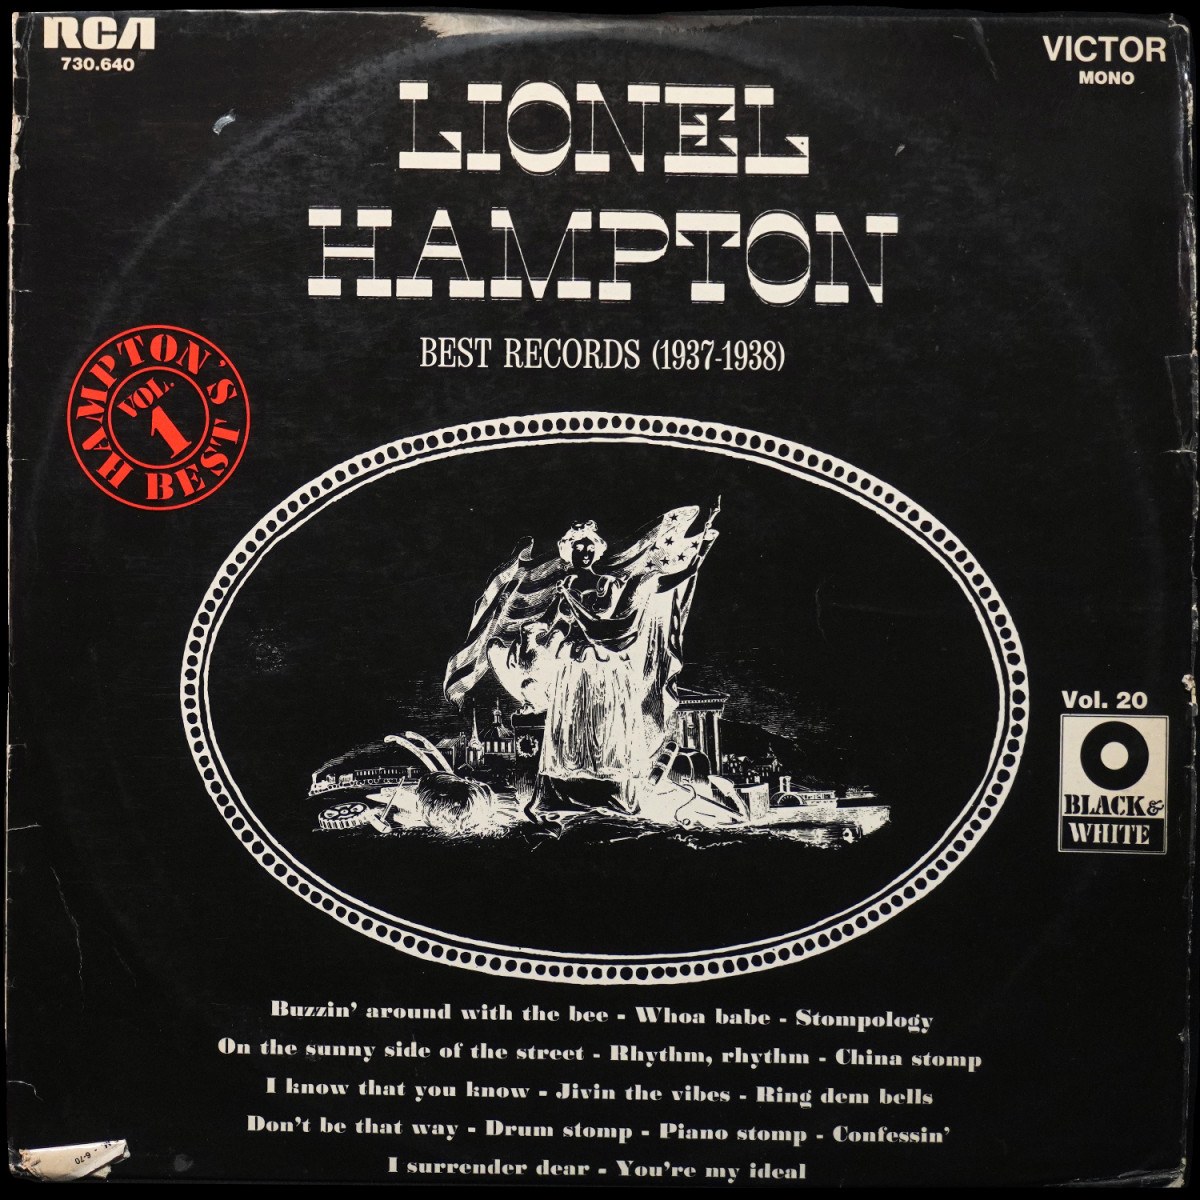 RCA
730.640
VICTOR
MONO
LIONEL
HAMPTON
BEST RECORDS (1937-1938)
HAMPTON'S BEST
VOL.
1
Vol. 20
BLACK &
WHITE
Buzzin' around with the bee - Whoa babe - Stompology
On the sunny side of the street - Rhythm, rhythm - China stomp
I know that you know - Jivin the vibes - Ring dem bells
Don't be that way - Drum stomp - Piano stomp - Confessin'
I surrender dear - You're my ideal